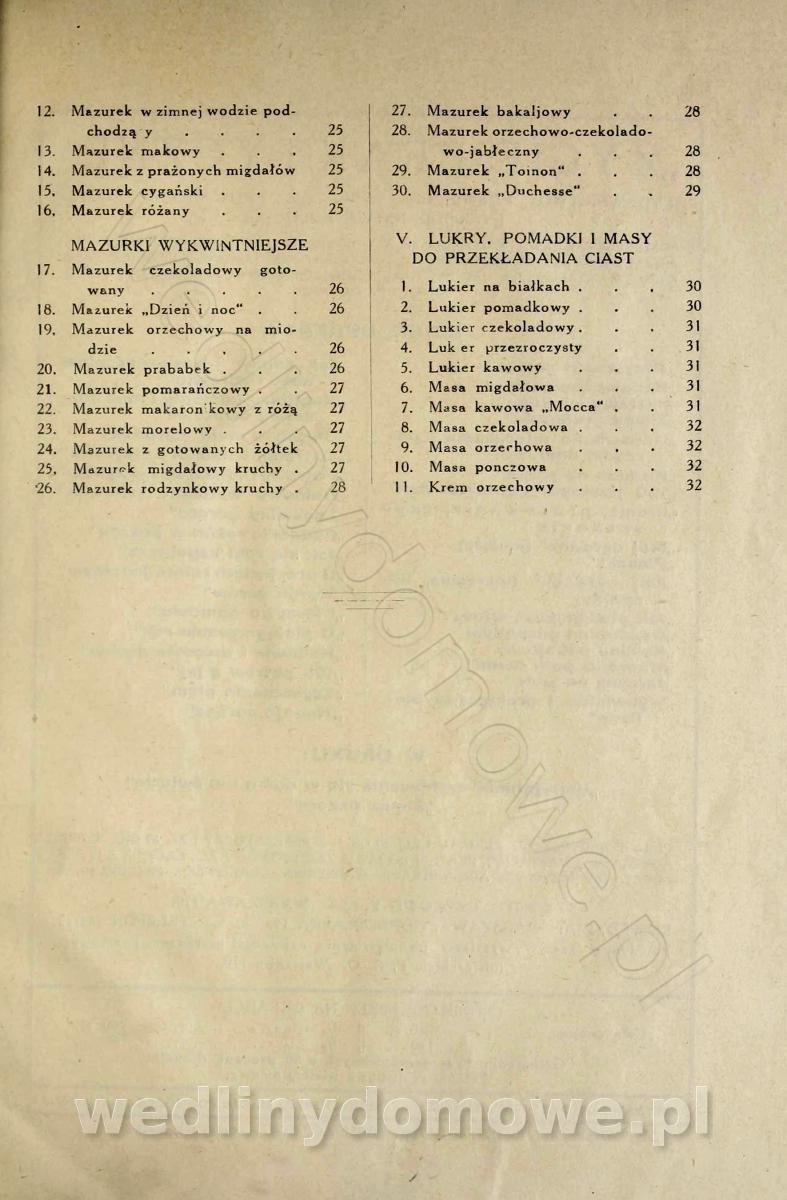 12. Mazurek w zimnej wodzie pod-
chodzą y . . . . 25
13. Mazurek makowy . . . 25
14. Mazurek z prażonych migdałów 25
15. Mazurek cygański . . . 25
16. Mazurek różany . . . 25
MAZURKI WYKWINTNIEJSZE
17. Mazurek czekoladowy goto-
wany . . . . . 26
18. Mazurek „Dzień i noc“ . . 26
19. Mazurek orzechowy na mio-
dzie . . . . . 26
20. Mazurek prababek . . . 26
21. Mazurek pomarańczowy . . 27
22. Mazurek makaron kowy z różą 27
23. Mazurek morelowy . . . 27
24. Mazurek z gotowanych żółtek 27
25. Mazurek migdałowy kruchy . 27
26. Mazurek rodzynkowy kruchy . 28
27. Mazurek bakaljowy . . 28
28. Mazurek orzechowo-czekolado-
wo-jabłeczny . . . 28
29. Mazurek „Toinon“ . . . 28
30. Mazurek „Duchesse“ . . 29
V. LUKRY, POMADKI I MASY
DO PRZEKŁADANIA CIAST
1. Lukier na białkach . . . 30
2. Lukier pomadkowy . . . 30
3. Lukier czekoladowy . . . 31
4. Luk er przezroczysty . . 31
5. Lukier kawowy . . . 31
6. Masa migdałowa . . . 31
7. Masa kawowa „Mocca“ . . 31
8. Masa czekoladowa . . . 32
9. Masa orzechowa . . . 32
10. Masa ponczowa . . . 32
11. Krem orzechowy . . . 32
wedlinydomowe.pl
wedlinydomowe.pl